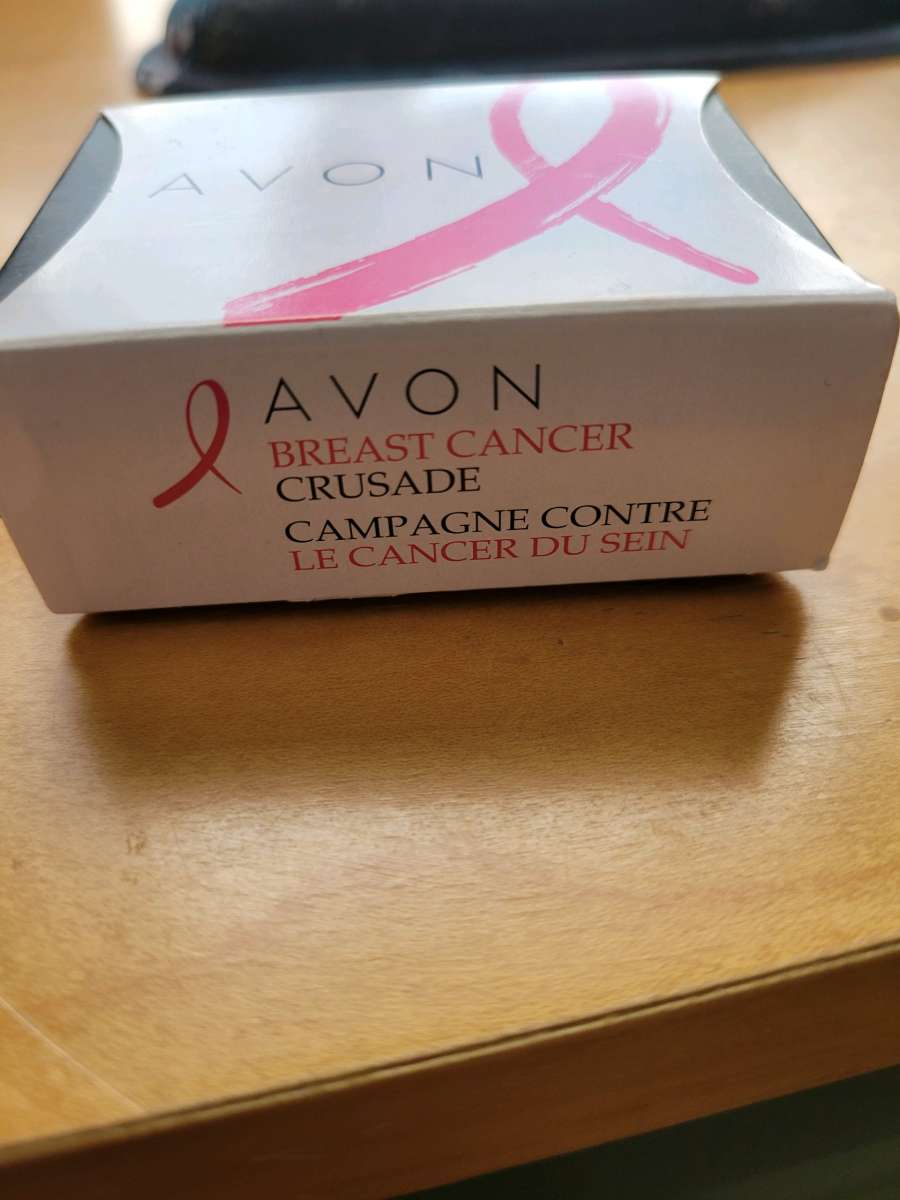 AVON
AVON
BREAST CANCER
CRUSADE
CAMPAGNE CONTRE
LE CANCER DU SEIN